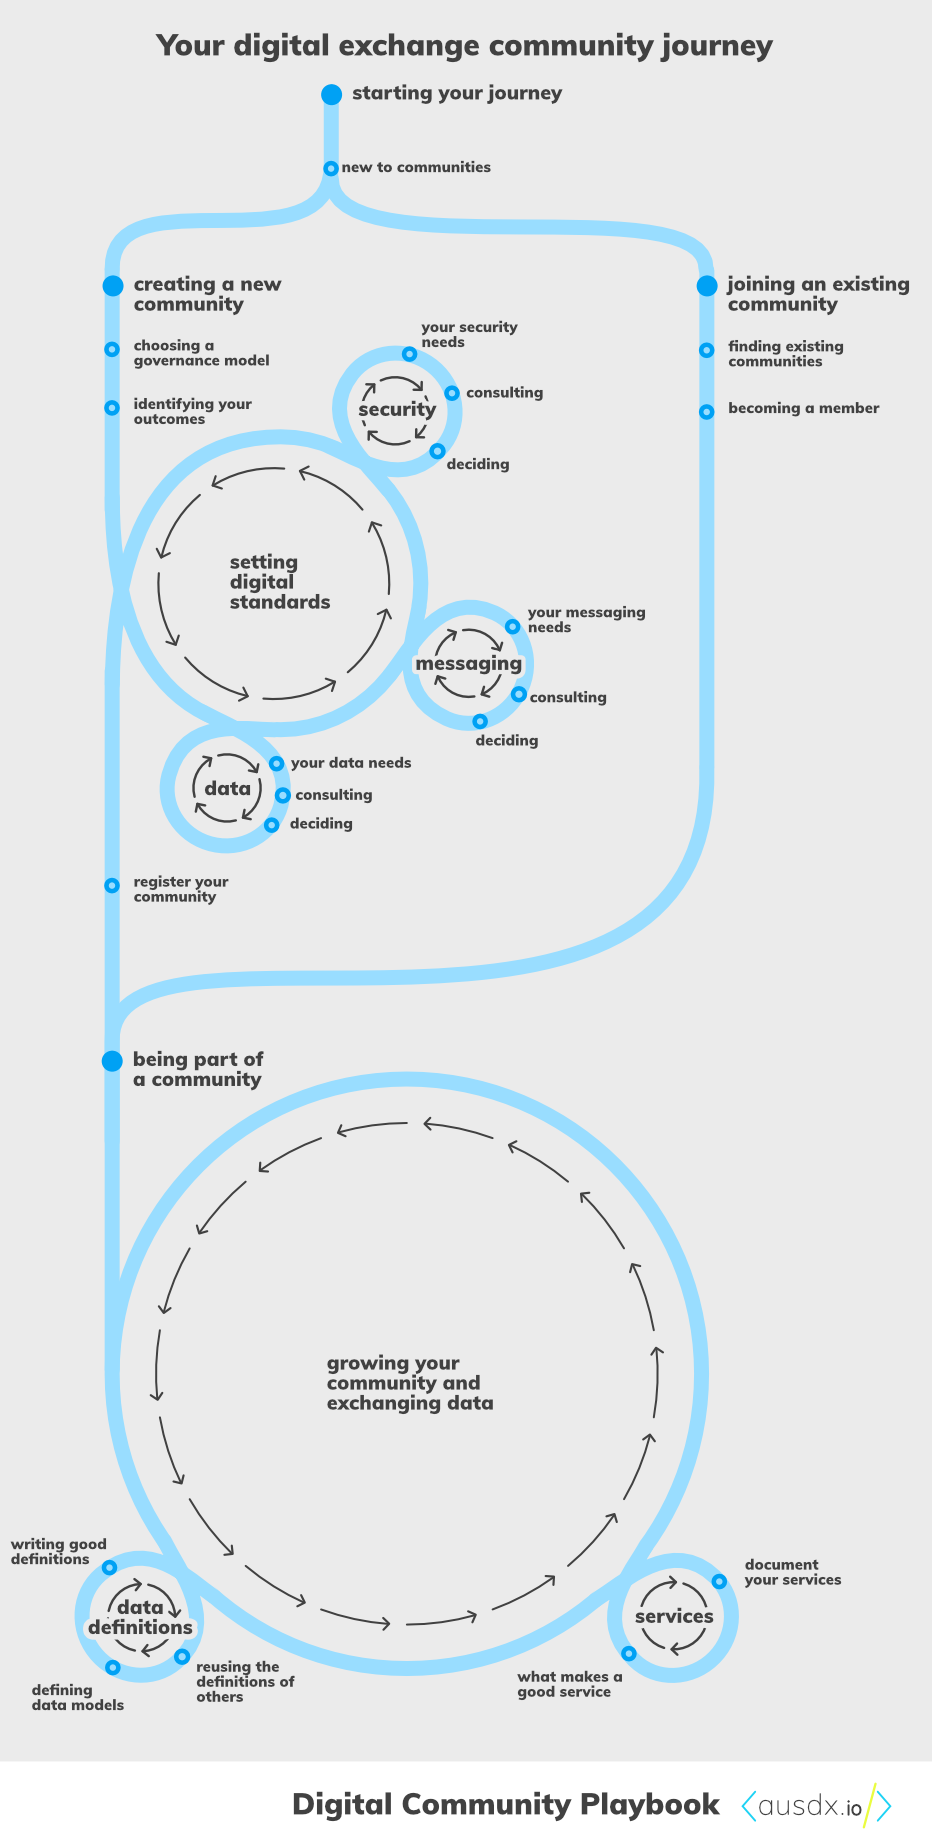 Your digital exchange community journey
starting your journey
new to communities
creating a new
community
joining an existing
community
choosing a
governance model
identifying your
outcomes
finding existing
communities
becoming a member
your security
needs
consulting
security
deciding
setting
digital
standards
your messaging
needs
messaging
consulting
deciding
your data needs
data
consulting
deciding
register your
community
being part of
a community
growing your
community and
exchanging data
writing good
definitions
data
definitions
reusing the
definitions of
others
defining
data models
document
your services
services
what makes a
good service
Digital Community Playbook
ausdx.io